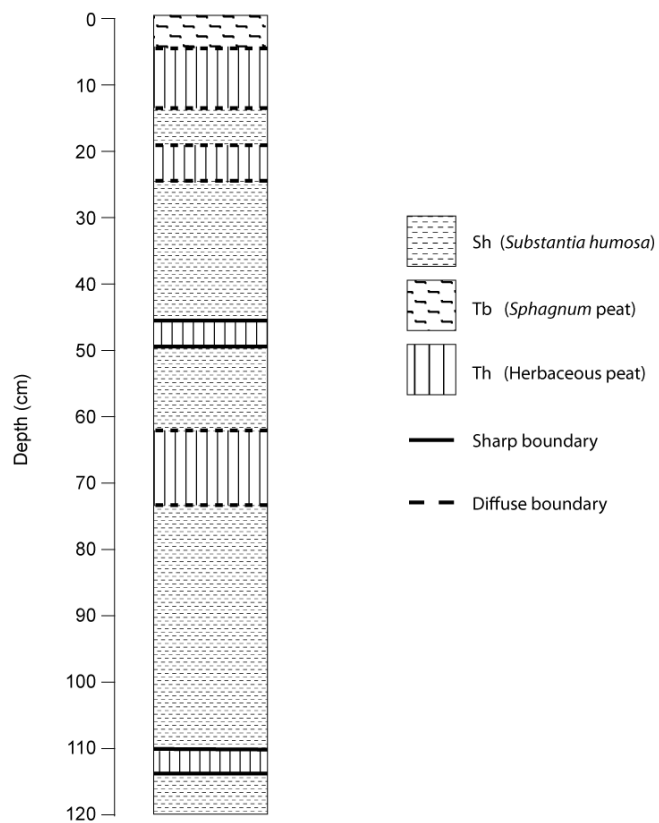 0
10
20
30
40
50
60
70
80
90
100
110
120
Depth (cm)
Sh (Substantia humosa)
Tb (Sphagnum peat)
Th (Herbaceous peat)
Sharp boundary
Diffuse boundary